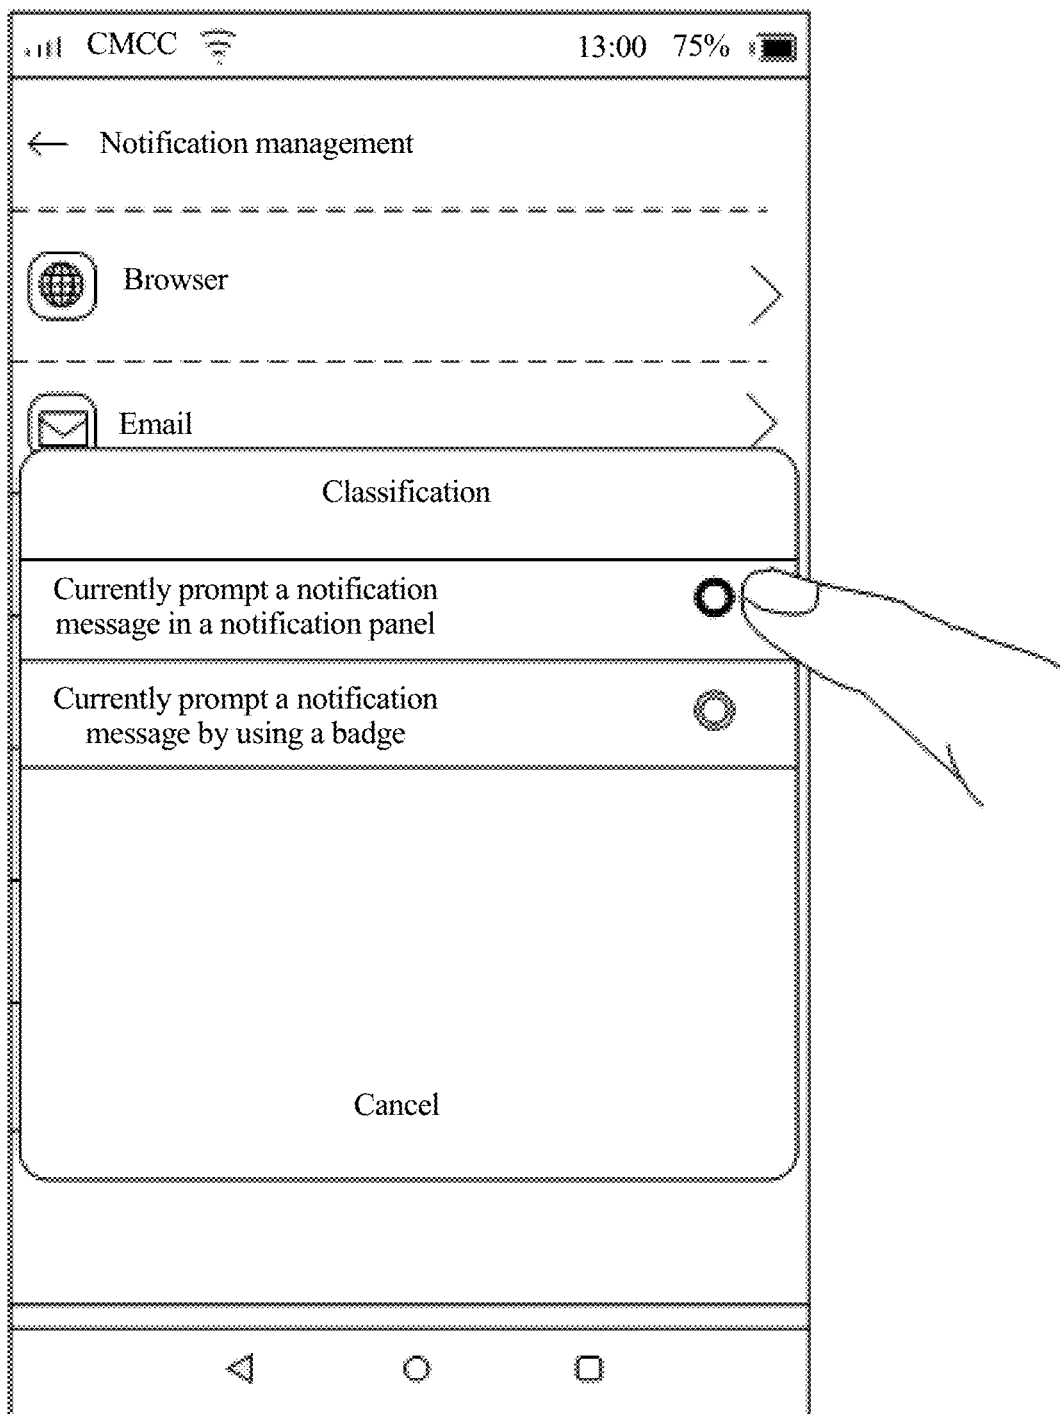 CMCC 13:00 75%
Notification management
Browser
Email
Classification
Currently prompt a notification
message in a notification panel
Currently prompt a notification
message by using a badge
Cancel